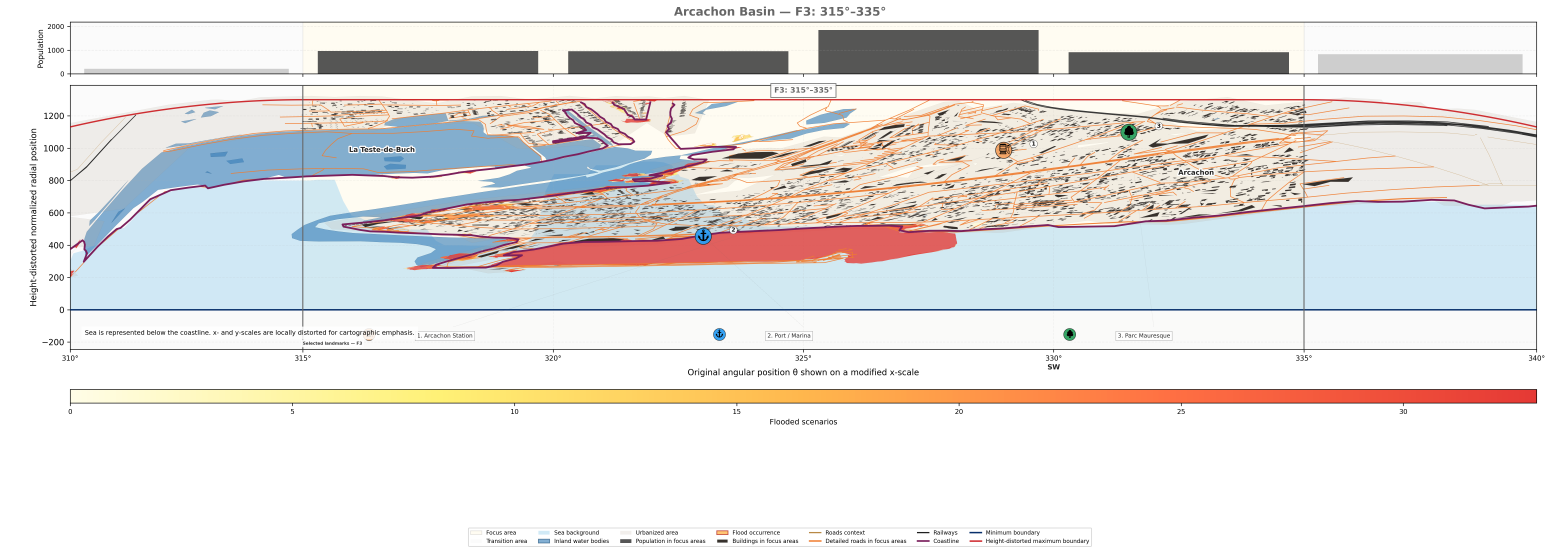 Arcachon Basin — F3: 315°–335°
Population
2000
1000
0
F3: 315°–335°
Height-distorted normalized radial position
1200
1000
800
600
400
200
0
−200
La Teste-de-Buch
Arcachon
1
2
3
Sea is represented below the coastline. x- and y-scales are locally distorted for cartographic emphasis.
Selected landmarks — F3
1. Arcachon Station
2. Port / Marina
3. Parc Mauresque
310°
315°
320°
325°
330°
335°
340°
SW
Original angular position θ shown on a modified x-scale
0
5
10
15
20
25
30
Flooded scenarios
Focus area
Sea background
Urbanized area
Flood occurrence
Roads context
Railways
Minimum boundary
Transition area
Inland water bodies
Population in focus areas
Buildings in focus areas
Detailed roads in focus areas
Coastline
Height-distorted maximum boundary